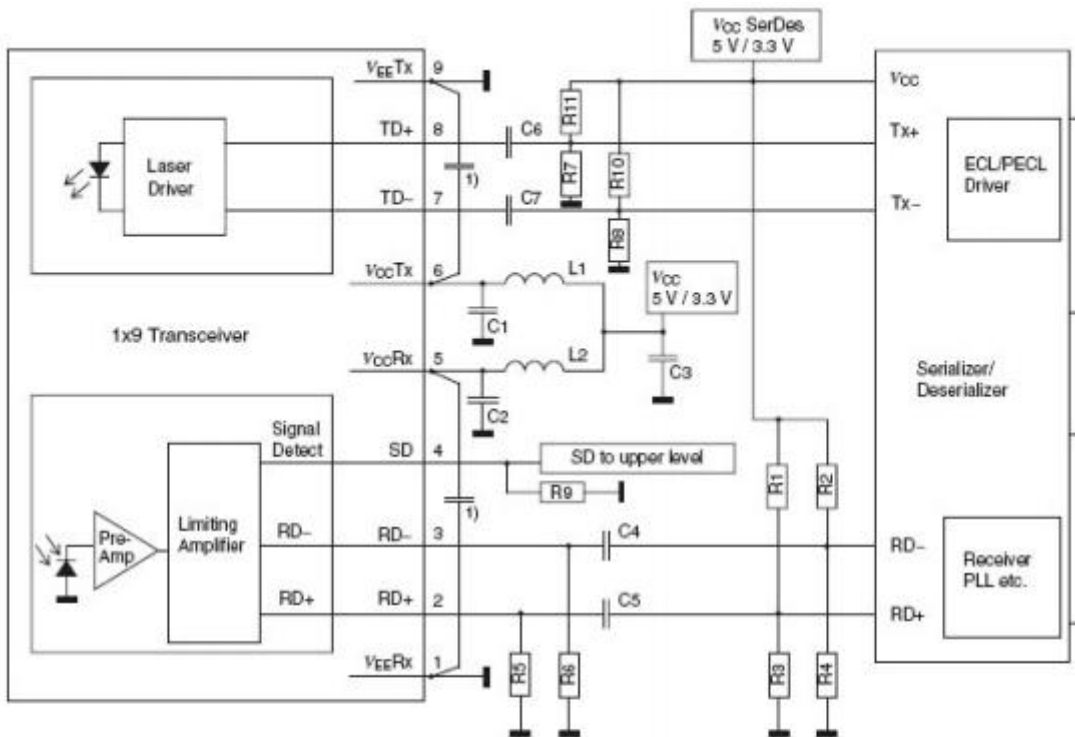 VCC SerDes
5 V / 3.3 V
VEETx
9
VCC
R11
TD+
8
C6
Tx+
Laser
Driver
1)
R7
R10
ECL/PECL
Driver
TD−
7
C7
Tx−
R8
VCCTx
6
L1
VCC
5 V / 3.3 V
C1
1x9 Transceiver
VCCRx
5
L2
C3
Serializer/
Deserializer
C2
Signal
Detect
SD
4
SD to upper level
R1
R2
R9
1)
Limiting
Amplifier
Pre-
Amp
RD−
RD−
3
C4
RD−
Receiver
PLL etc.
RD+
RD+
2
C5
RD+
VEERx
1
R5
R6
R3
R4